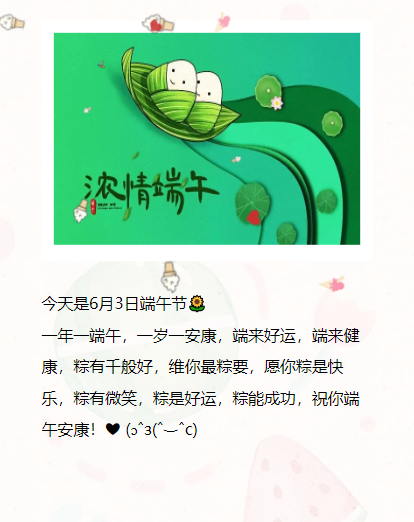 浓情端午
今天是6月3日端午节🌻
一年一端午，一岁一安康，端来好运，端来健
康，粽有千般好，维你最粽要，愿你粽是快
乐，粽有微笑，粽是好运，粽能成功，祝你端
午安康！❤ (ɔˆз(ˆ⌣ˆc)